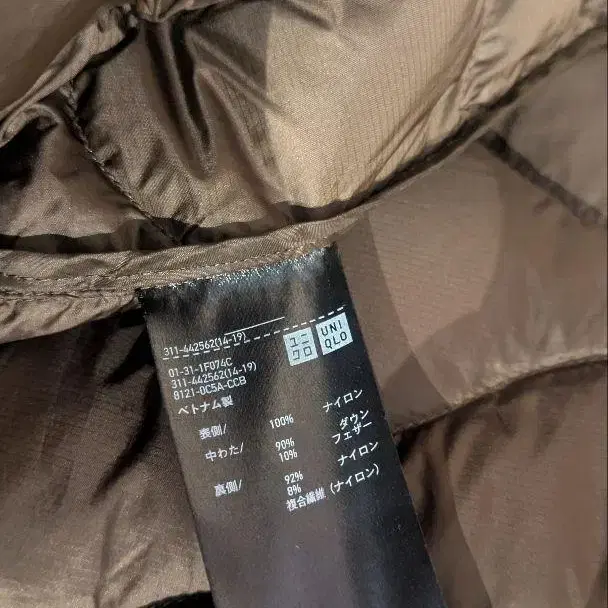 311-442562(14-19)
ユニ
クロ
UNI
QLO
01-31-1F074C
311-442562(14-19)
8121-0C5A-CCB
ベトナム製
表側/ 100% ナイロン
中わた/ 90% ダウン
10% フェザー
裏側/ 92% ナイロン
8% 複合繊維(ナイロン)